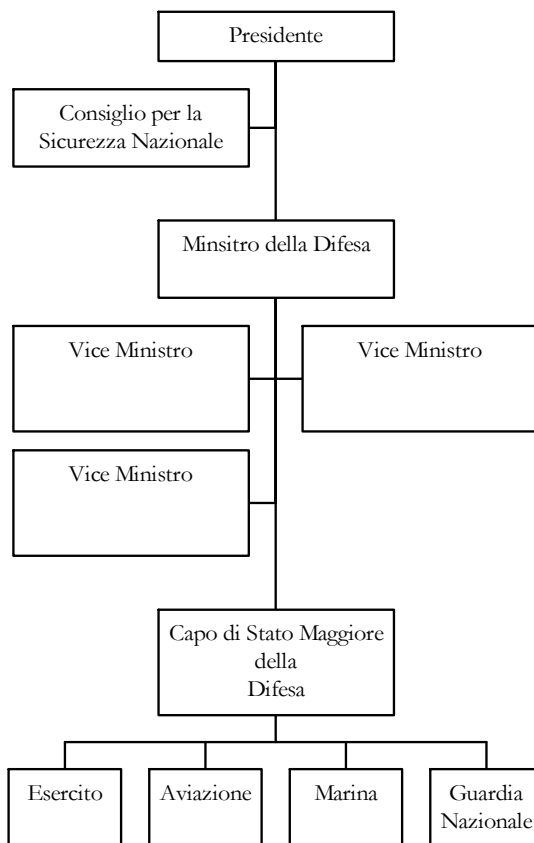 Presidente
Consiglio per la
Sicurezza Nazionale
Minsitro della Difesa
Vice Ministro
Vice Ministro
Vice Ministro
Capo di Stato Maggiore
della
Difesa
Esercito
Aviazione
Marina
Guardia
Nazionale